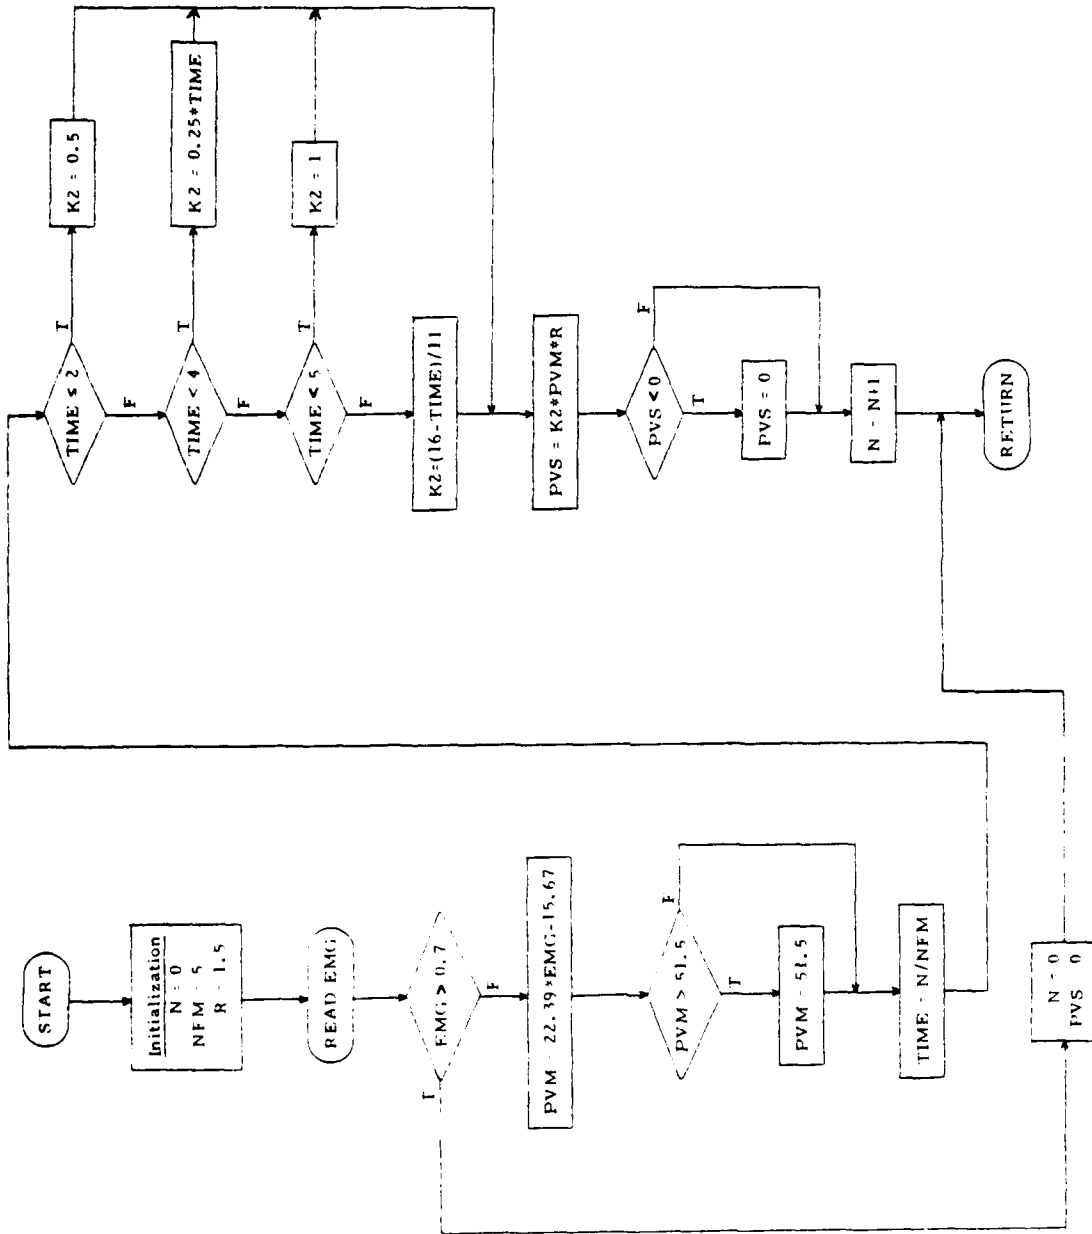 START
Initialization
N = 0
NFM - 5
R - 1.5
READ EMG
EMG > 0.7
T
F
PVM - 22.39*EMG-15.67
PVM > 51.5
F
T
PVM - 51.5
TIME - N/NFM
N - 0
PVS 0
TIME ≤ 2
T
K2 = 0.5
F
TIME < 4
T
K2 = 0.25*TIME
F
TIME < 5
T
K2 = 1
F
K2=(16-TIME)/11
PVS = K2*PVM*R
PVS < 0
F
T
PVS = 0
N - N+1
RETURN